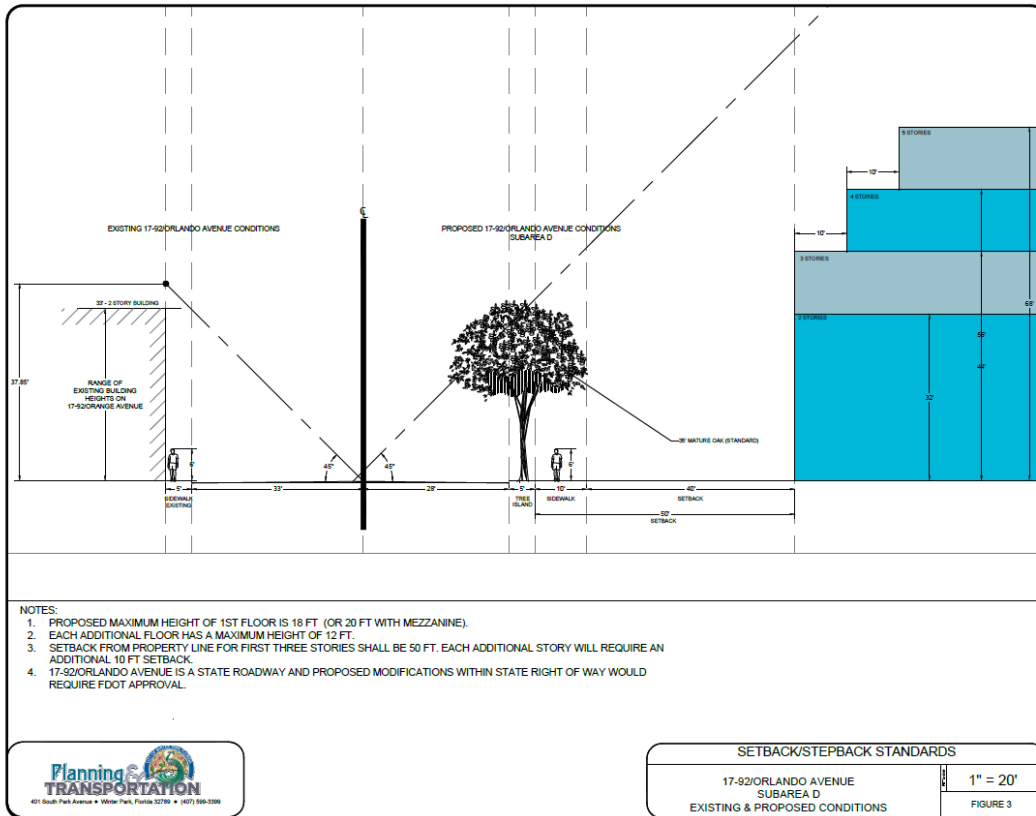 5 STORIES
10'
4 STORIES
℄
EXISTING 17-92/ORLANDO AVENUE CONDITIONS
PROPOSED 17-92/ORLANDO AVENUE CONDITIONS
SUBAREA D
10'
3 STORIES
33' - 2 STORY BUILDING
68'
2 STORIES
56'
44'
37.85'
RANGE OF
EXISTING BUILDING
HEIGHTS ON
17-92/ORANGE AVENUE
32'
36' MATURE OAK (STANDARD)
6'
45°
45°
6'
5'
33'
28'
5'
10'
40'
SIDEWALK
EXISTING
TREE
ISLAND
SIDEWALK
SETBACK
50'
SETBACK
NOTES:
1. PROPOSED MAXIMUM HEIGHT OF 1ST FLOOR IS 18 FT (OR 20 FT WITH MEZZANINE).
2. EACH ADDITIONAL FLOOR HAS A MAXIMUM HEIGHT OF 12 FT.
3. SETBACK FROM PROPERTY LINE FOR FIRST THREE STORIES SHALL BE 50 FT. EACH ADDITIONAL STORY WILL REQUIRE AN
ADDITIONAL 10 FT SETBACK.
4. 17-92/ORLANDO AVENUE IS A STATE ROADWAY AND PROPOSED MODIFICATIONS WITHIN STATE RIGHT OF WAY WOULD
REQUIRE FDOT APPROVAL.
Planning &
TRANSPORTATION
401 South Park Avenue • Winter Park, Florida 32789 • (407) 599-3399
SETBACK/STEPBACK STANDARDS
17-92/ORLANDO AVENUE
SUBAREA D
EXISTING & PROPOSED CONDITIONS
1" = 20'
FIGURE 3